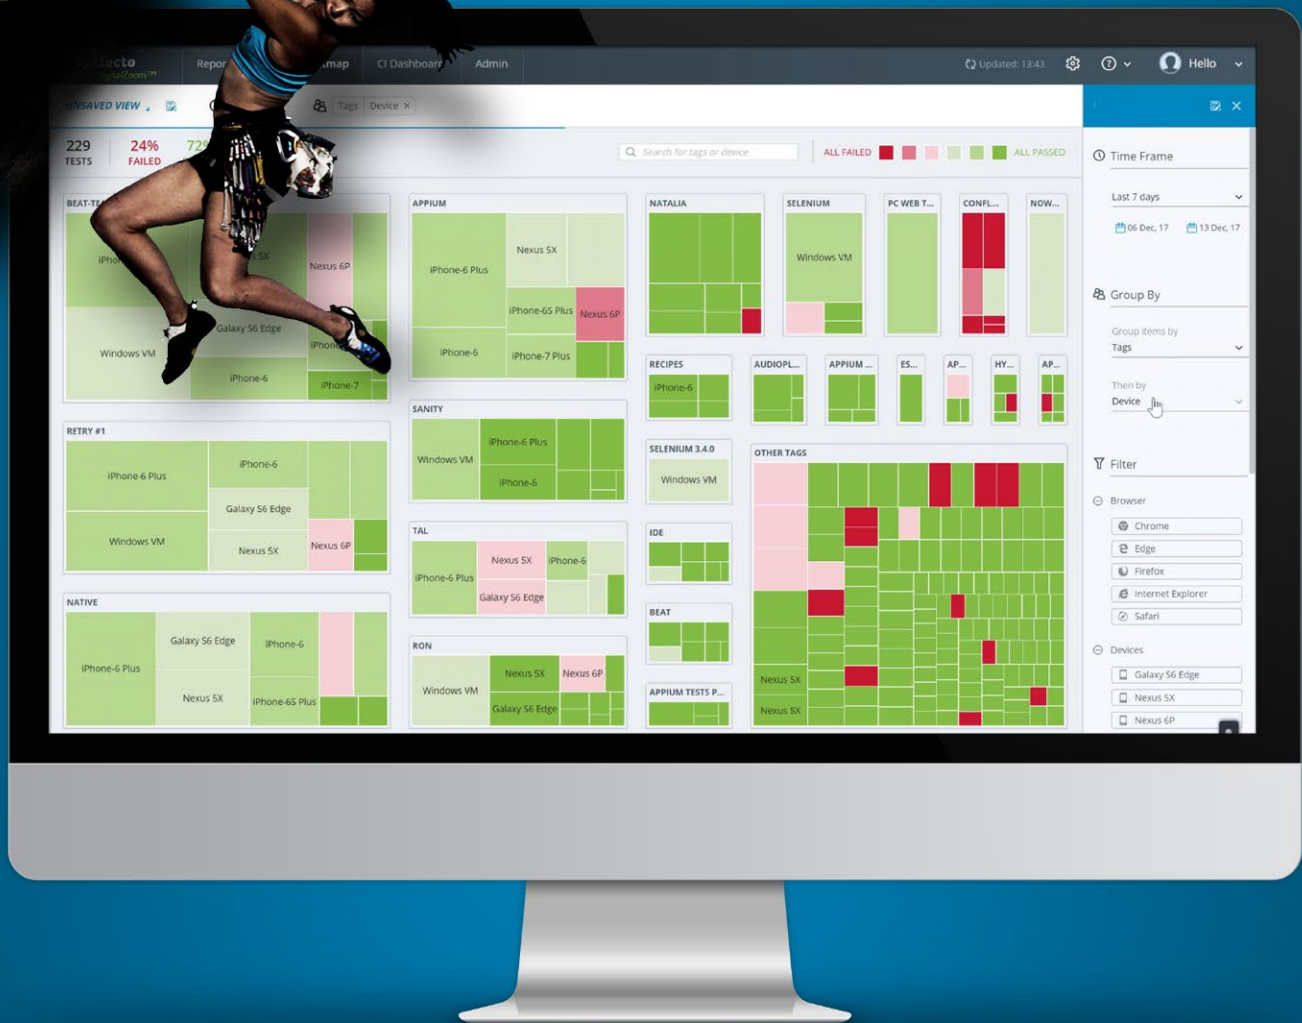 DigitalZoom™
CI Dashboard
Admin
Updated: 13:43
Hello
UNSAVED VIEW
Tags Device ×
229
TESTS
24%
FAILED
Search for tags or device
ALL FAILED
ALL PASSED
APPIUM
iPhone-6 Plus
Nexus 5X
iPhone-6S Plus
Nexus 6P
iPhone-6
iPhone-7 Plus
NATALIA
SELENIUM
Windows VM
PC WEB T...
CONFL...
NOW...
Nexus 6P
Galaxy S6 Edge
Windows VM
iPhone-6
iPhone-7
RECIPES
iPhone-6
AUDIOPL...
APPIUM ...
ES...
AP...
HY...
AP...
RETRY #1
iPhone-6 Plus
iPhone-6
Galaxy S6 Edge
Windows VM
Nexus 5X
Nexus 6P
SANITY
Windows VM
iPhone-6 Plus
iPhone-6
SELENIUM 3.4.0
Windows VM
OTHER TAGS
Nexus 5X
Nexus 5X
TAL
iPhone-6 Plus
Nexus 5X
iPhone-6
Galaxy S6 Edge
IDE
BEAT
NATIVE
iPhone-6 Plus
Galaxy S6 Edge
iPhone-6
Nexus 5X
iPhone-6S Plus
RON
Windows VM
Nexus 5X
Nexus 6P
Galaxy S6 Edge
APPIUM TESTS P...
Time Frame
Last 7 days
06 Dec, 17
13 Dec, 17
Group By
Group items by
Tags
Then by
Device
Filter
Browser
Chrome
Edge
Firefox
Internet Explorer
Safari
Devices
Galaxy S6 Edge
Nexus 5X
Nexus 6P